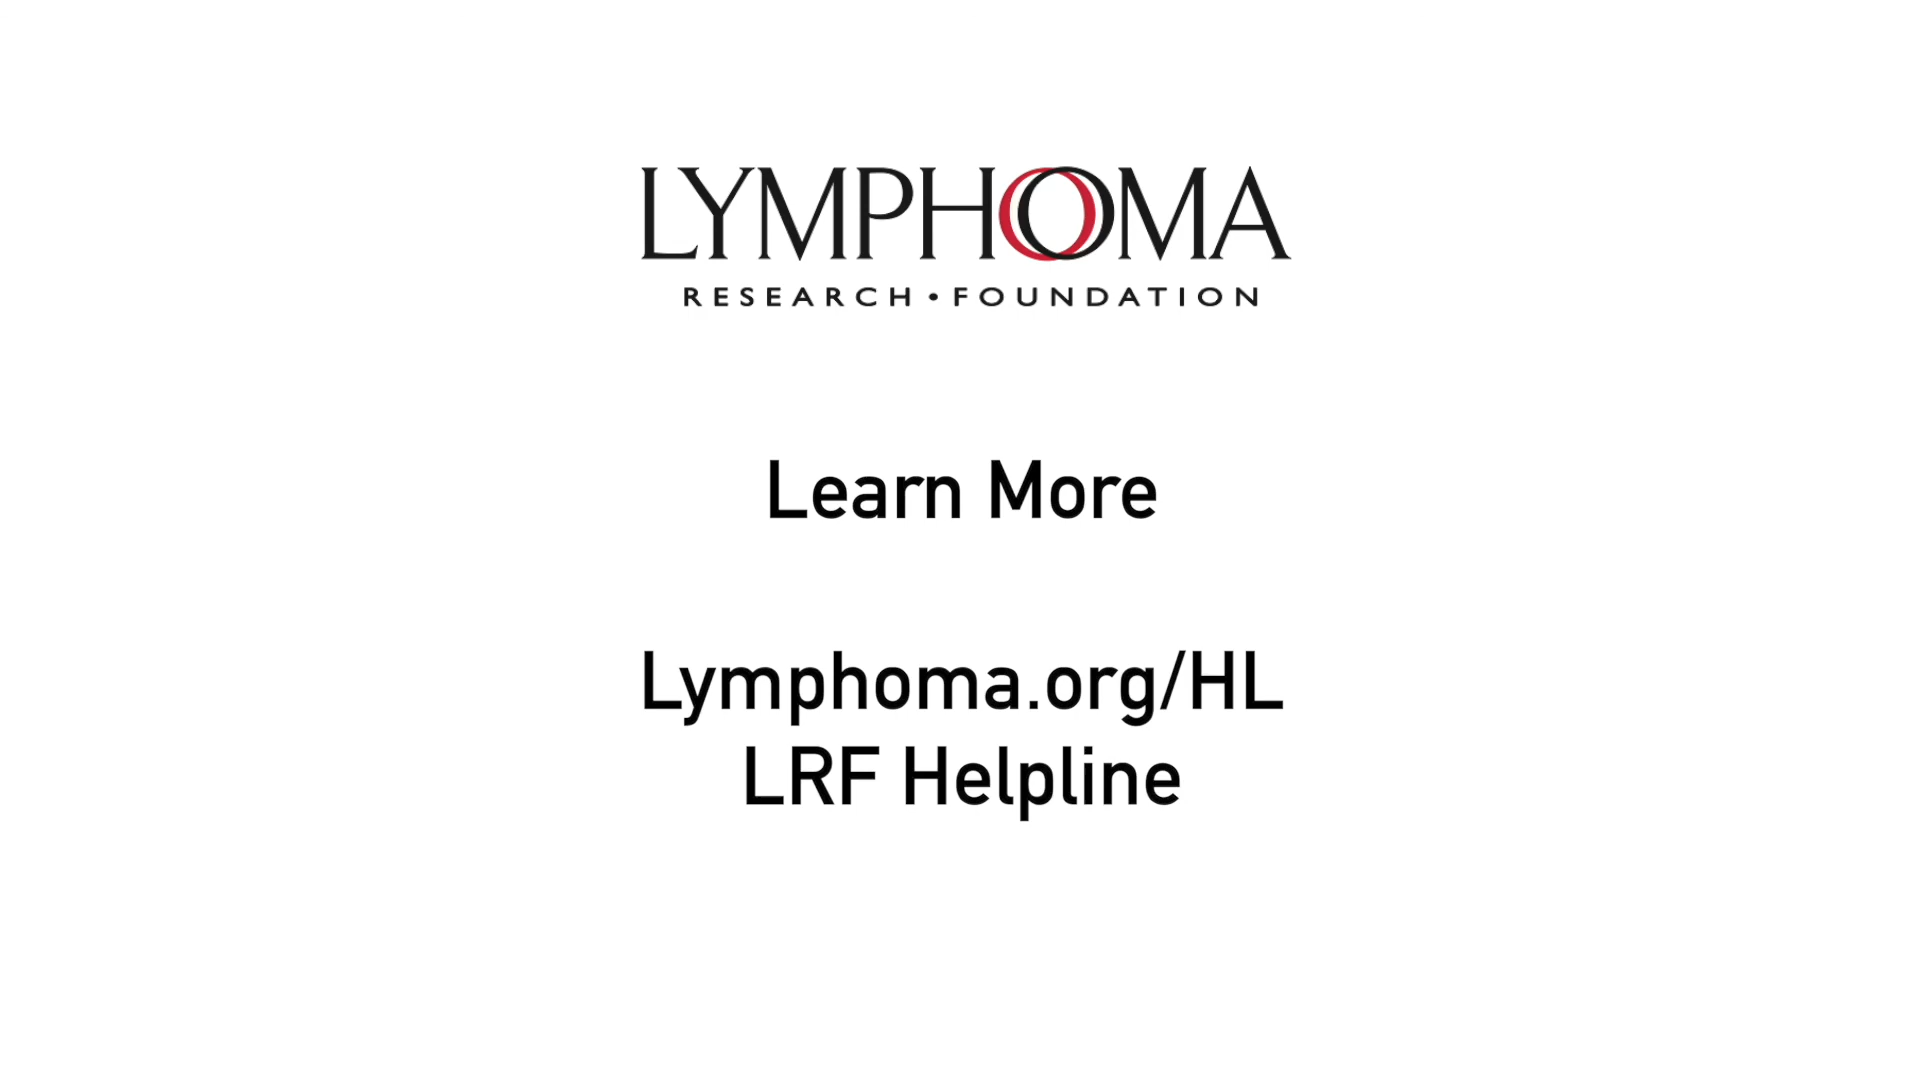 LYMPHOMA
RESEARCH • FOUNDATION
Learn More
Lymphoma.org/HL
LRF Helpline